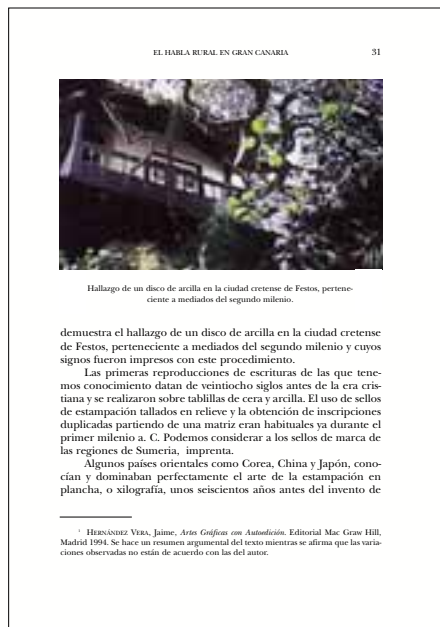 EL HABLA RURAL EN GRAN CANARIA 31
Hallazgo de un disco de arcilla en la ciudad cretense de Festos, pertene-
ciente a mediados del segundo milenio.
demuestra el hallazgo de un disco de arcilla en la ciudad cretense
de Festos, perteneciente a mediados del segundo milenio y cuyos
signos fueron impresos con este procedimiento.
Las primeras reproducciones de escrituras de las que tene-
mos conocimiento datan de veintiocho siglos antes de la era cris-
tiana y se realizaron sobre tablillas de cera y arcilla. El uso de sellos
de estampación tallados en relieve y la obtención de inscripciones
duplicadas partiendo de una matriz eran habituales ya durante el
primer milenio a. C. Podemos considerar a los sellos de marca de
las regiones de Sumeria, imprenta.
Algunos países orientales como Corea, China y Japón, cono-
cían y dominaban perfectamente el arte de la estampación en
plancha, o xilografía, unos seiscientos años antes del invento de
¹ HERNÁNDEZ VERA, Jaime, Artes Gráficas con Autoedición. Editorial Mac Graw Hill,
Madrid 1994. Se hace un resumen argumental del texto mientras se afirma que las varia-
ciones observadas no están de acuerdo con las del autor.